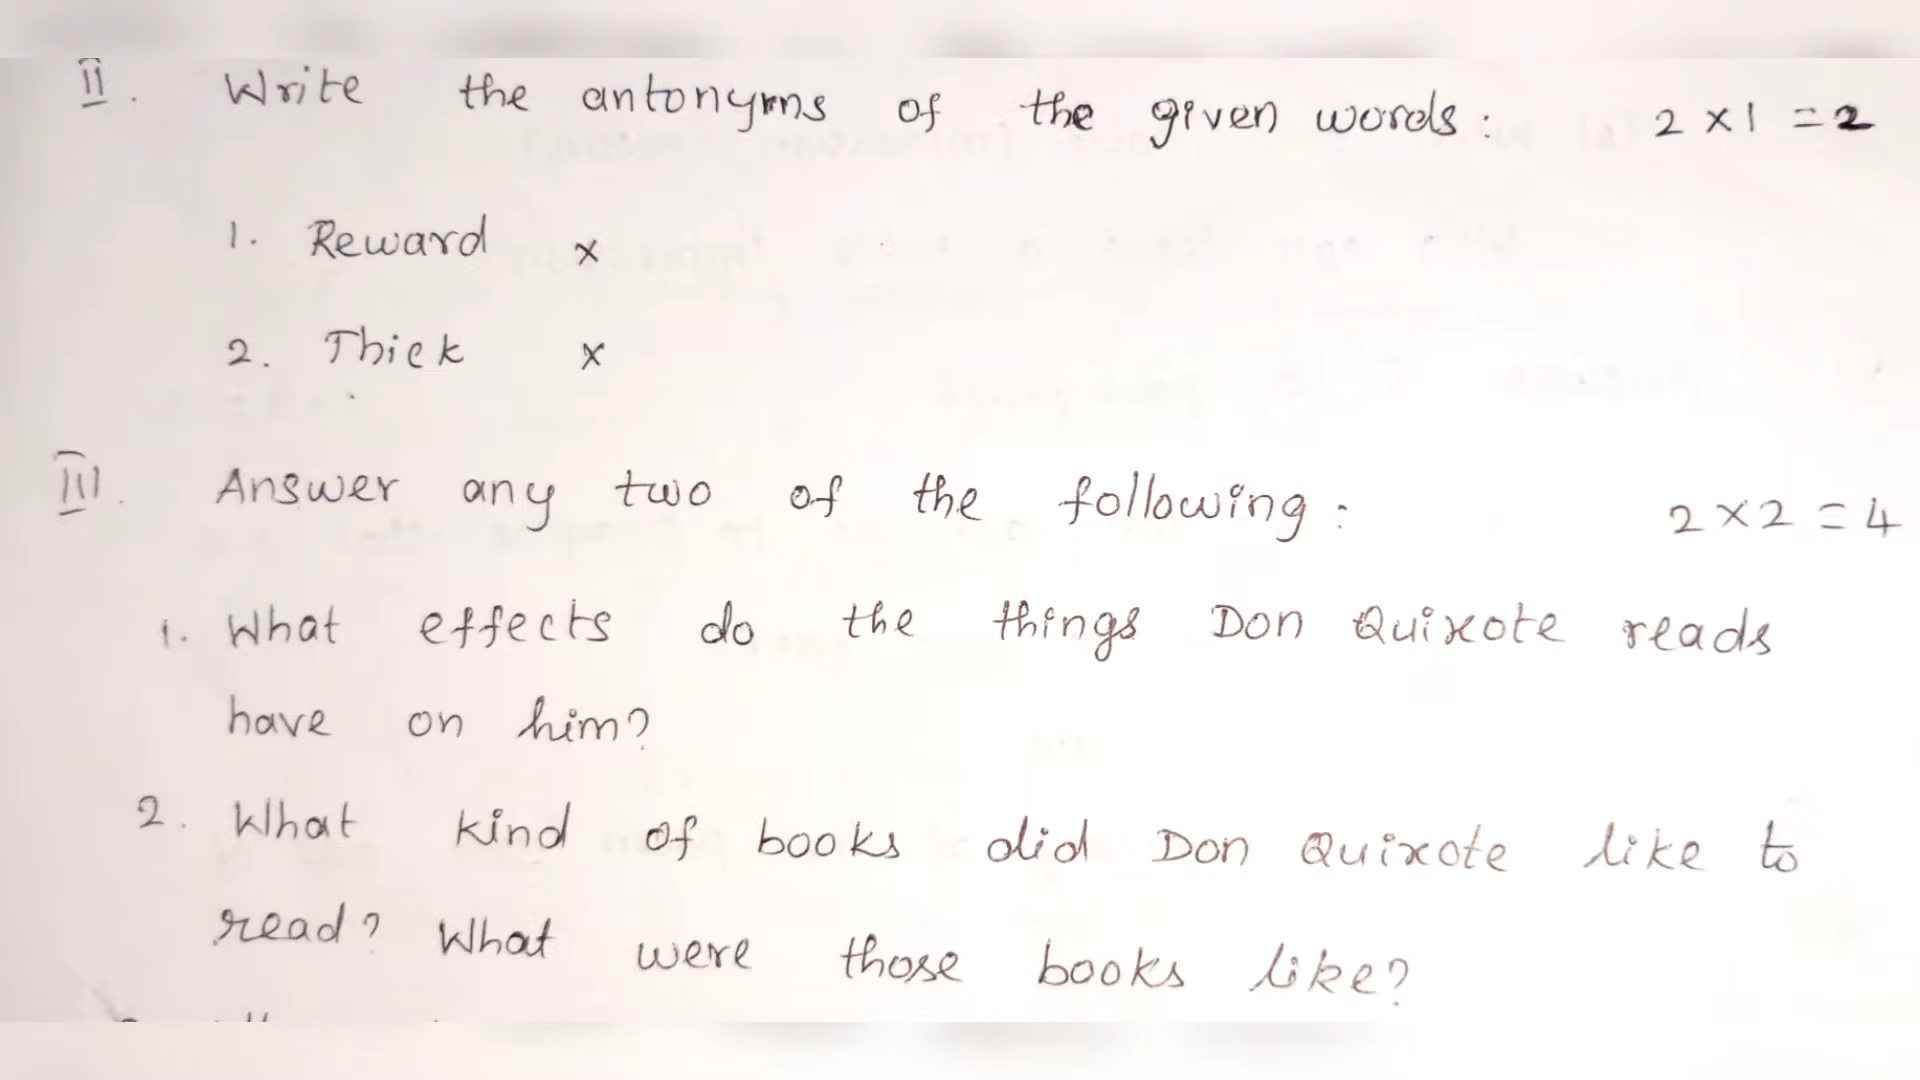 II. Write the antonyms of the given words: 2 x 1 = 2
1. Reward x
2. Thick x
III. Answer any two of the following: 2 x 2 = 4
1. What effects do the things Don Quixote reads
have on him?
2. What kind of books did Don Quixote like to
read? What were those books like?